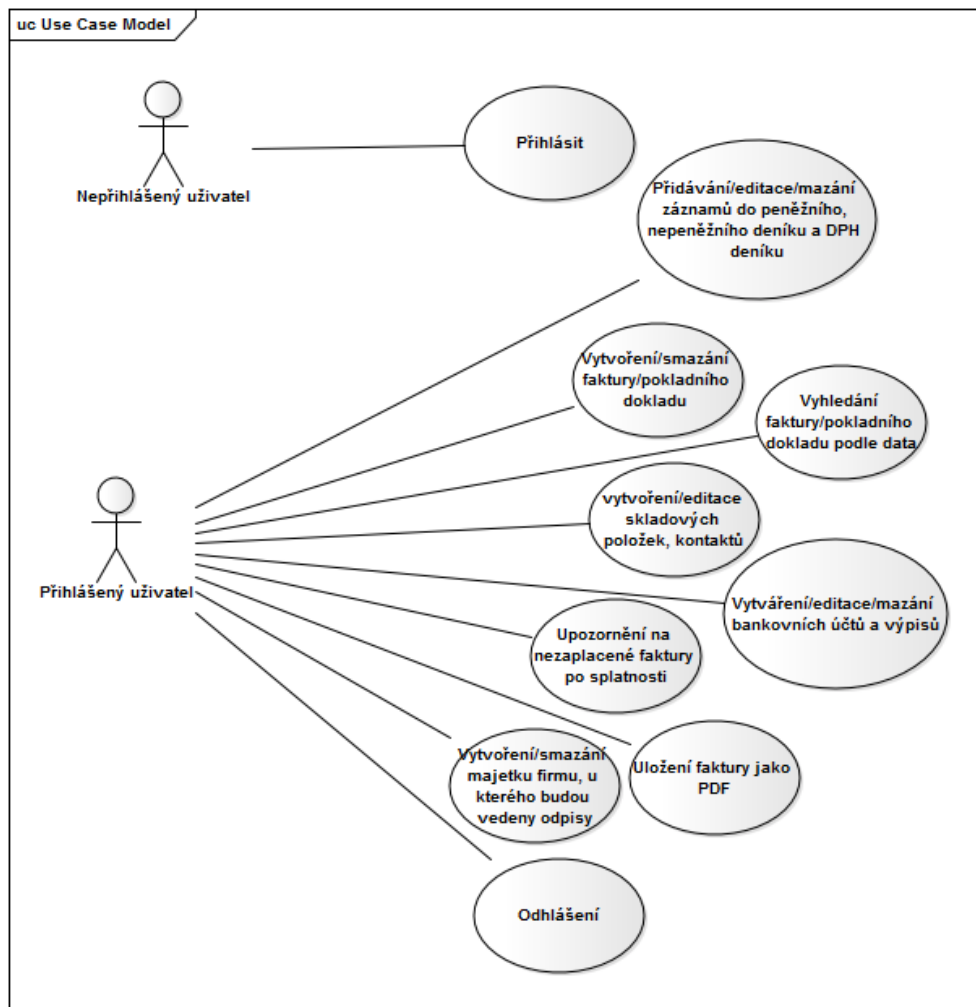 uc Use Case Model
Nepřihlášený uživatel
Přihlásit
Přidávání/editace/mazání
záznamů do peněžního,
nepeněžního deníku a DPH
deníku
Vytvoření/smazání
faktury/pokladního
dokladu
Vyhledání
faktury/pokladního
dokladu podle data
vytvoření/editace
skladových
položek, kontaktů
Přihlášený uživatel
Vytváření/editace/mazání
bankovních účtů a výpisů
Upozornění na
nezaplacené faktury
po splatnosti
Vytvoření/smazání
majetku firmu, u
kterého budou
vedeny odpisy
Uložení faktury jako
PDF
Odhlášení